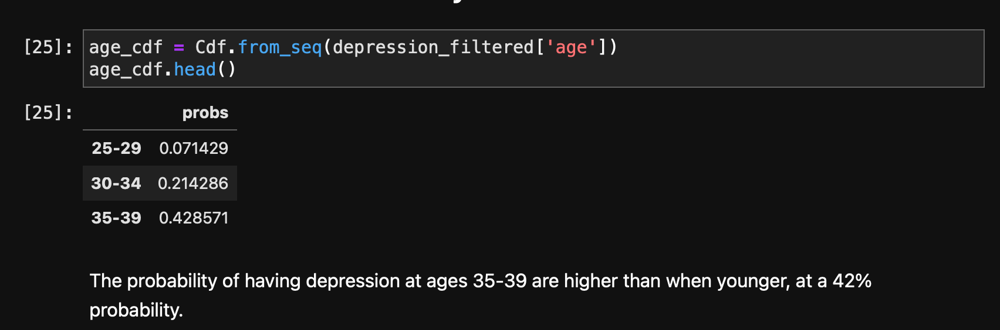 [25]: age_cdf = Cdf.from_seq(depression_filtered['age'])
age_cdf.head()
[25]: probs
25-29 0.071429
30-34 0.214286
35-39 0.428571
The probability of having depression at ages 35-39 are higher than when younger, at a 42%
probability.